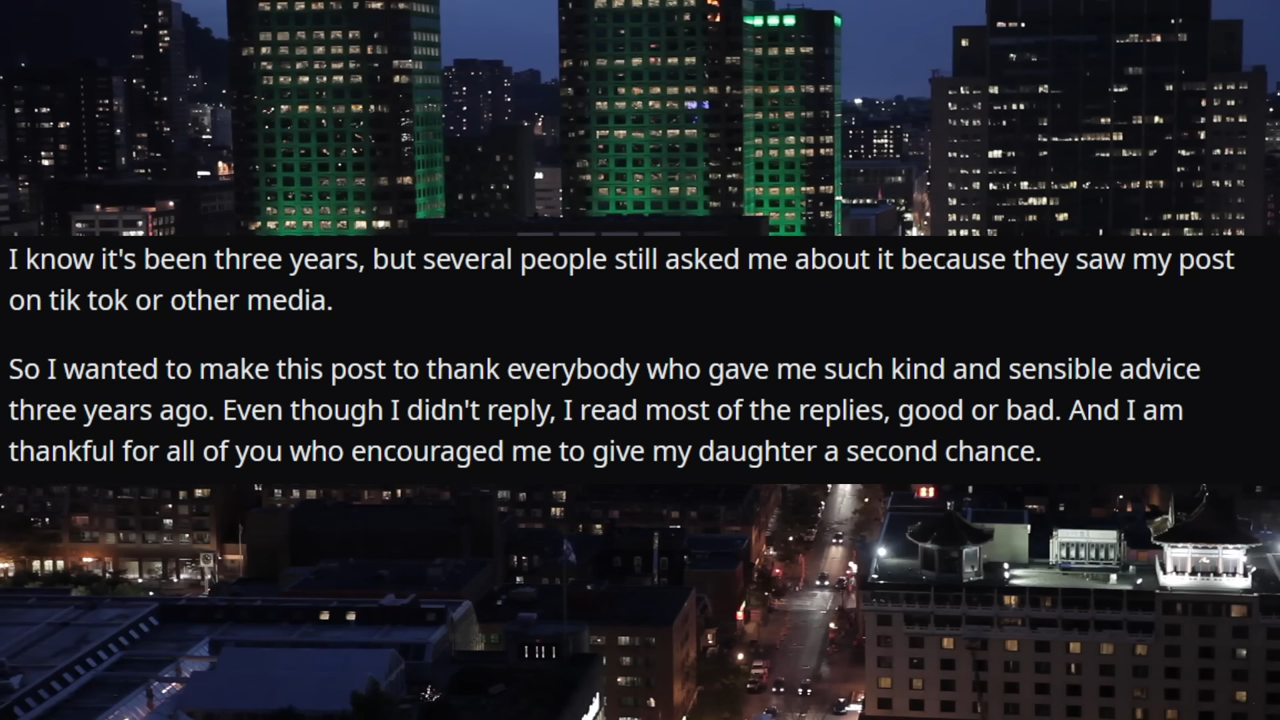 I know it's been three years, but several people still asked me about it because they saw my post
on tik tok or other media.
So I wanted to make this post to thank everybody who gave me such kind and sensible advice
three years ago. Even though I didn't reply, I read most of the replies, good or bad. And I am
thankful for all of you who encouraged me to give my daughter a second chance.